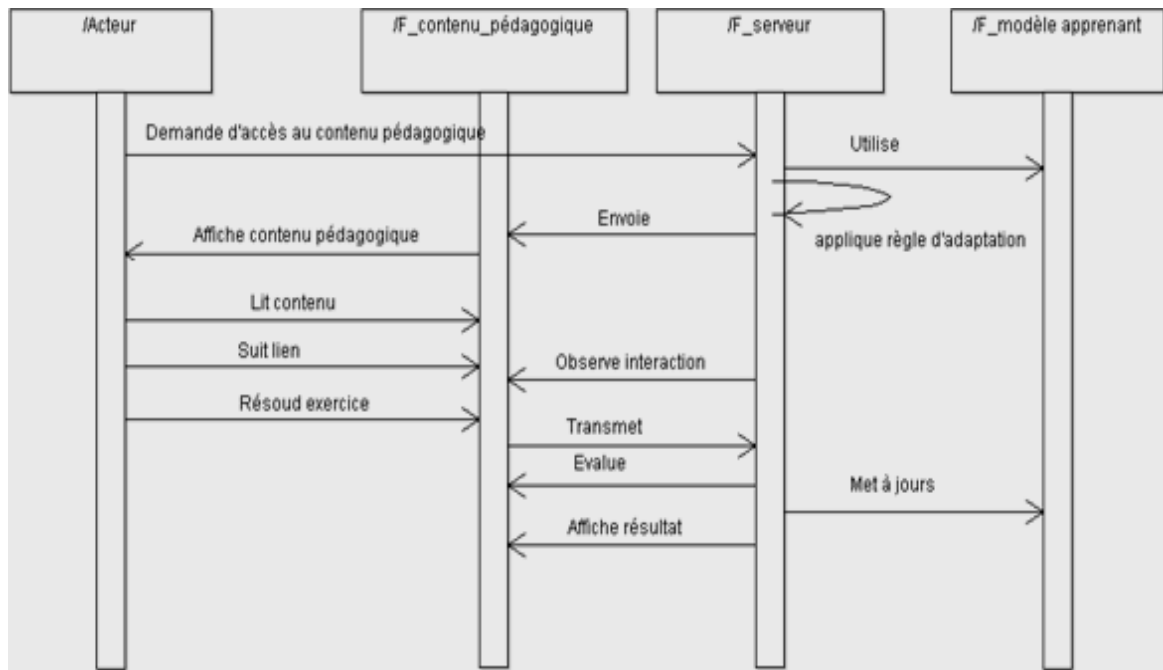 /Acteur
/F_contenu_pédagogique
/F_serveur
/F_modèle apprenant
Demande d'accès au contenu pédagogique
Utilise
applique règle d'adaptation
Envoie
Affiche contenu pédagogique
Lit contenu
Suit lien
Observe interaction
Résoud exercice
Transmet
Evalue
Met à jours
Affiche résultat